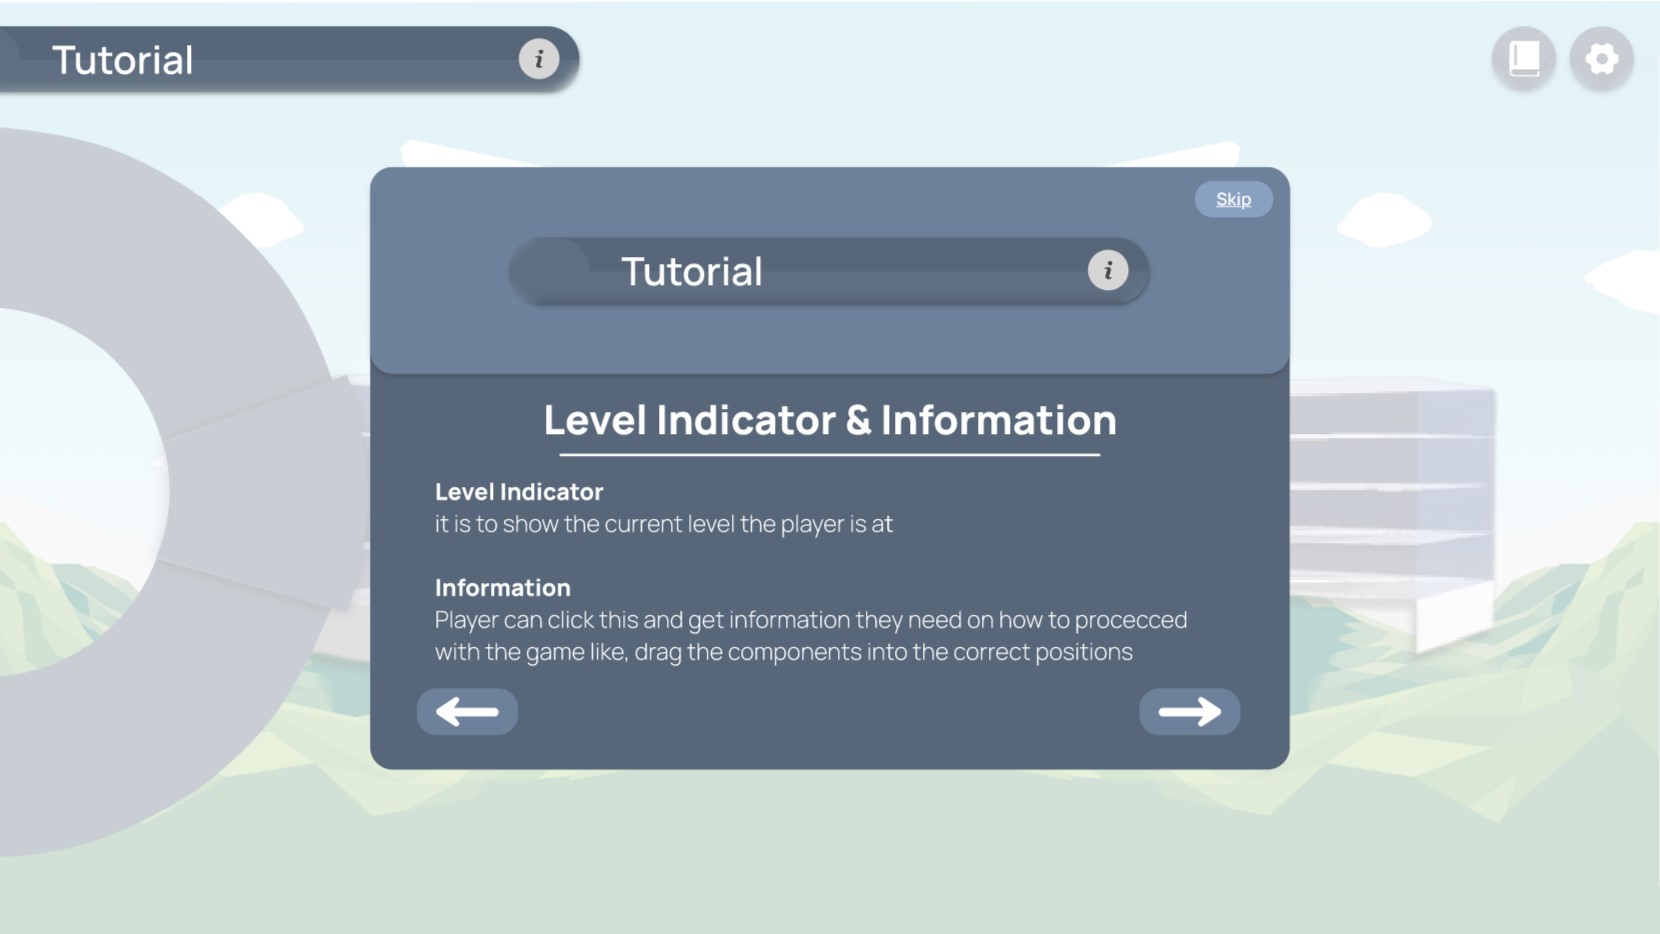 Tutorial i
Skip
Tutorial i
Level Indicator & Information
Level Indicator
it is to show the current level the player is at
Information
Player can click this and get information they need on how to procecced
with the game like, drag the components into the correct positions